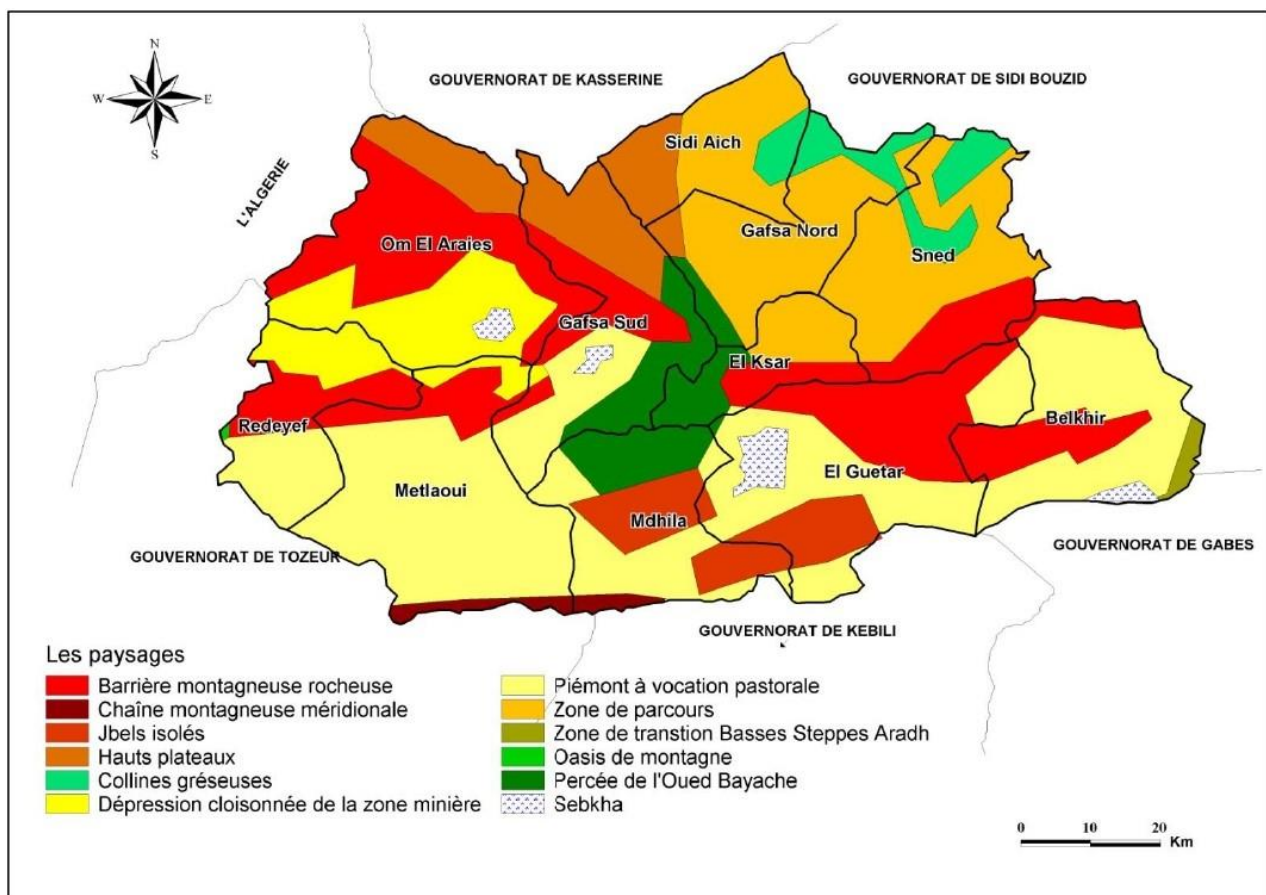 N
W E
S
GOUVERNORAT DE KASSERINE
GOUVERNORAT DE SIDI BOUZID
L'ALGERIE
Sidi Aich
Om El Araies
Gafsa Nord
Sned
Gafsa Sud
El Ksar
Redeyef
Belkhir
Metlaoui
El Guetar
Mdhila
GOUVERNORAT DE TOZEUR
GOUVERNORAT DE GABES
GOUVERNORAT DE KEBILI
Les paysages
Barrière montagneuse rocheuse
Chaîne montagneuse méridionale
Jbels isolés
Hauts plateaux
Collines gréseuses
Dépression cloisonnée de la zone minière
Piémont à vocation pastorale
Zone de parcours
Zone de transtion Basses Steppes Aradh
Oasis de montagne
Percée de l'Oued Bayache
Sebkha
0 10 20
Km